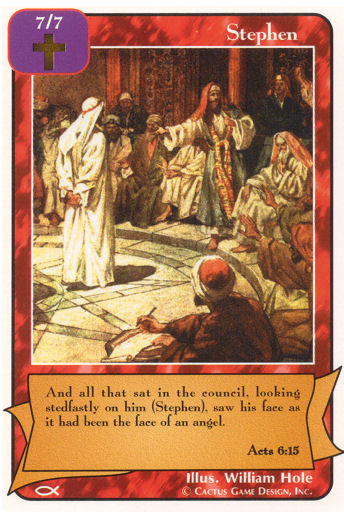 7/7
Stephen
And all that sat in the council, looking
stedfastly on him (Stephen), saw his face as
it had been the face of an angel.
Acts 6:15
Illus. William Hole
© Cactus Game Design, Inc.